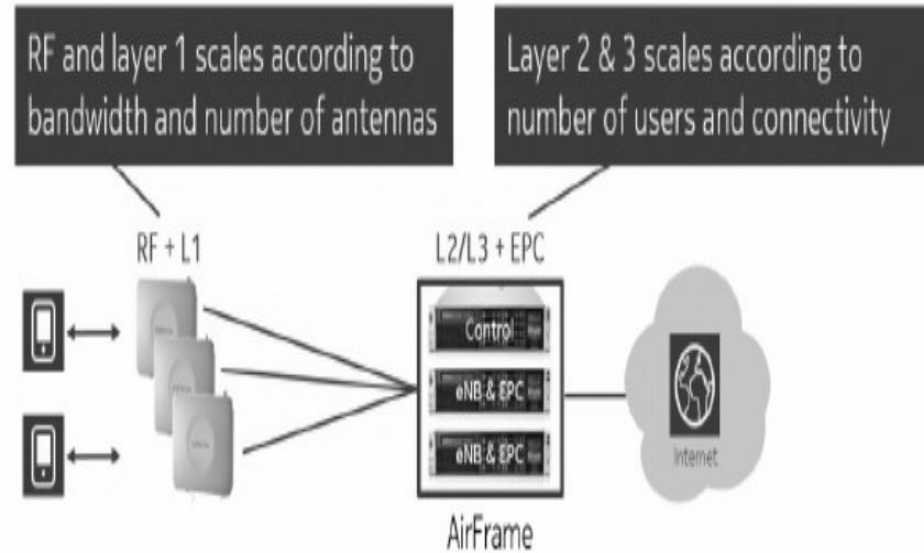 RF and layer 1 scales according to
bandwidth and number of antennas
Layer 2 & 3 scales according to
number of users and connectivity
RF + L1
L2/L3 + EPC
Control
eNB & EPC
eNB & EPC
Internet
AirFrame